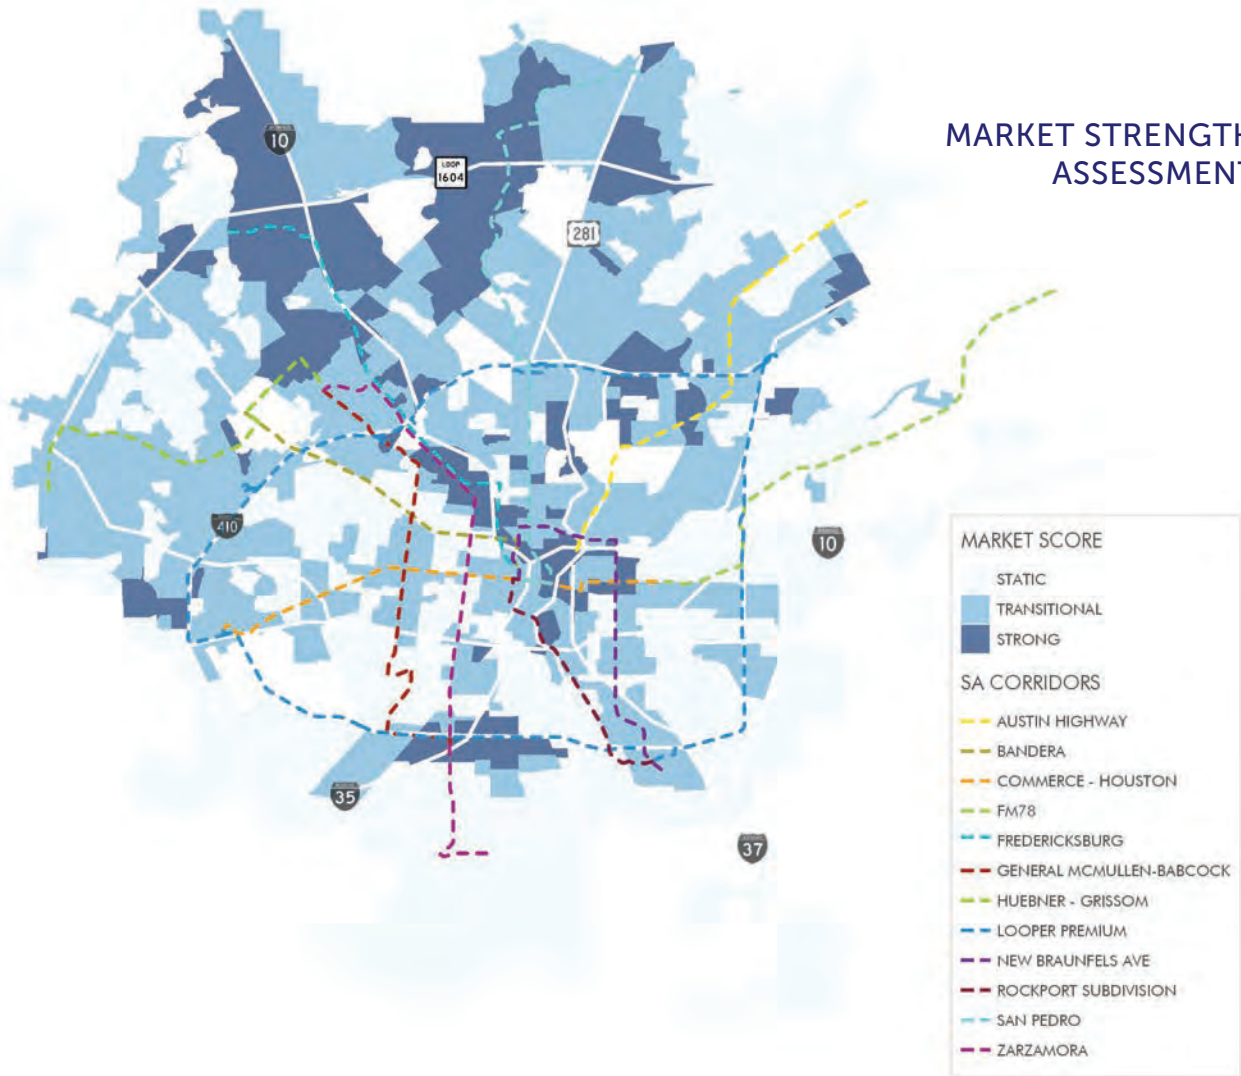 MARKET STRENGTH
ASSESSMENT
10
LOOP
1604
281
410
10
35
37
MARKET SCORE
STATIC
TRANSITIONAL
STRONG
SA CORRIDORS
AUSTIN HIGHWAY
BANDERA
COMMERCE - HOUSTON
FM78
FREDERICKSBURG
GENERAL MCMULLEN-BABCOCK
HUEBNER - GRISSOM
LOOPER PREMIUM
NEW BRAUNFELS AVE
ROCKPORT SUBDIVISION
SAN PEDRO
ZARZAMORA